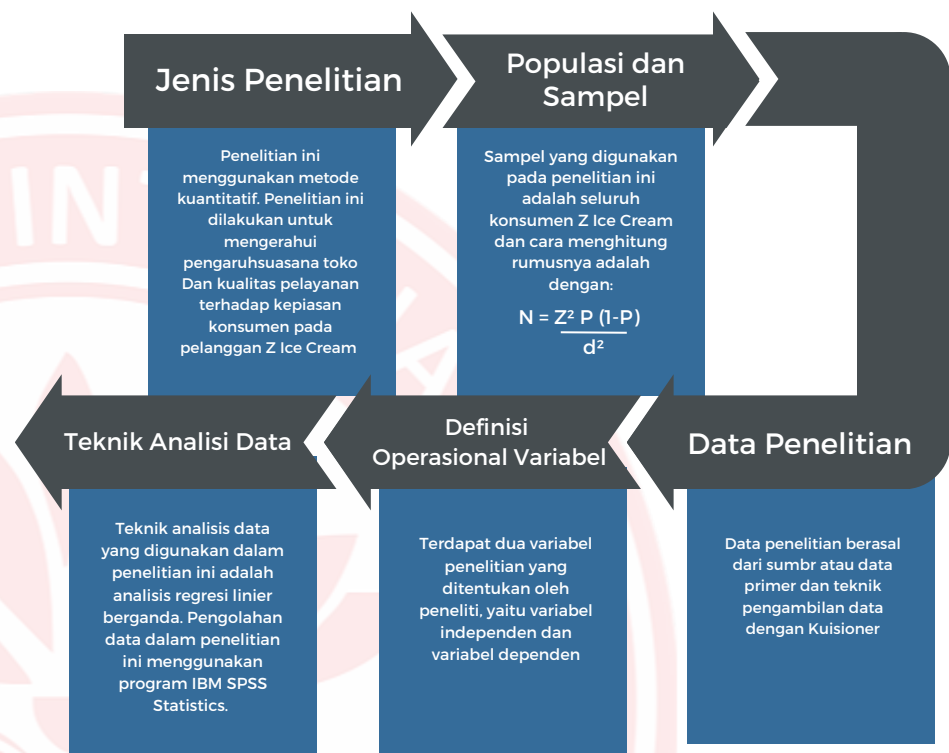 Jenis Penelitian
Penelitian ini
menggunakan metode
kuantitatif. Penelitian ini
dilakukan untuk
mengerahui
pengaruhsuasana toko
Dan kualitas pelayanan
terhadap kepiasan
konsumen pada
pelanggan Z Ice Cream
Populasi dan
Sampel
Sampel yang digunakan
pada penelitian ini
adalah seluruh
konsumen Z Ice Cream
dan cara menghitung
rumusnya adalah
dengan:
N = Z² P (1-P)
d²
Data Penelitian
Data penelitian berasal
dari sumbr atau data
primer dan teknik
pengambilan data
dengan Kuisioner
Definisi
Operasional Variabel
Terdapat dua variabel
penelitian yang
ditentukan oleh
peneliti, yaitu variabel
independen dan
variabel dependen
Teknik Analisi Data
Teknik analisis data
yang digunakan dalam
penelitian ini adalah
analisis regresi linier
berganda. Pengolahan
data dalam penelitian
ini menggunakan
program IBM SPSS
Statistics.
IN